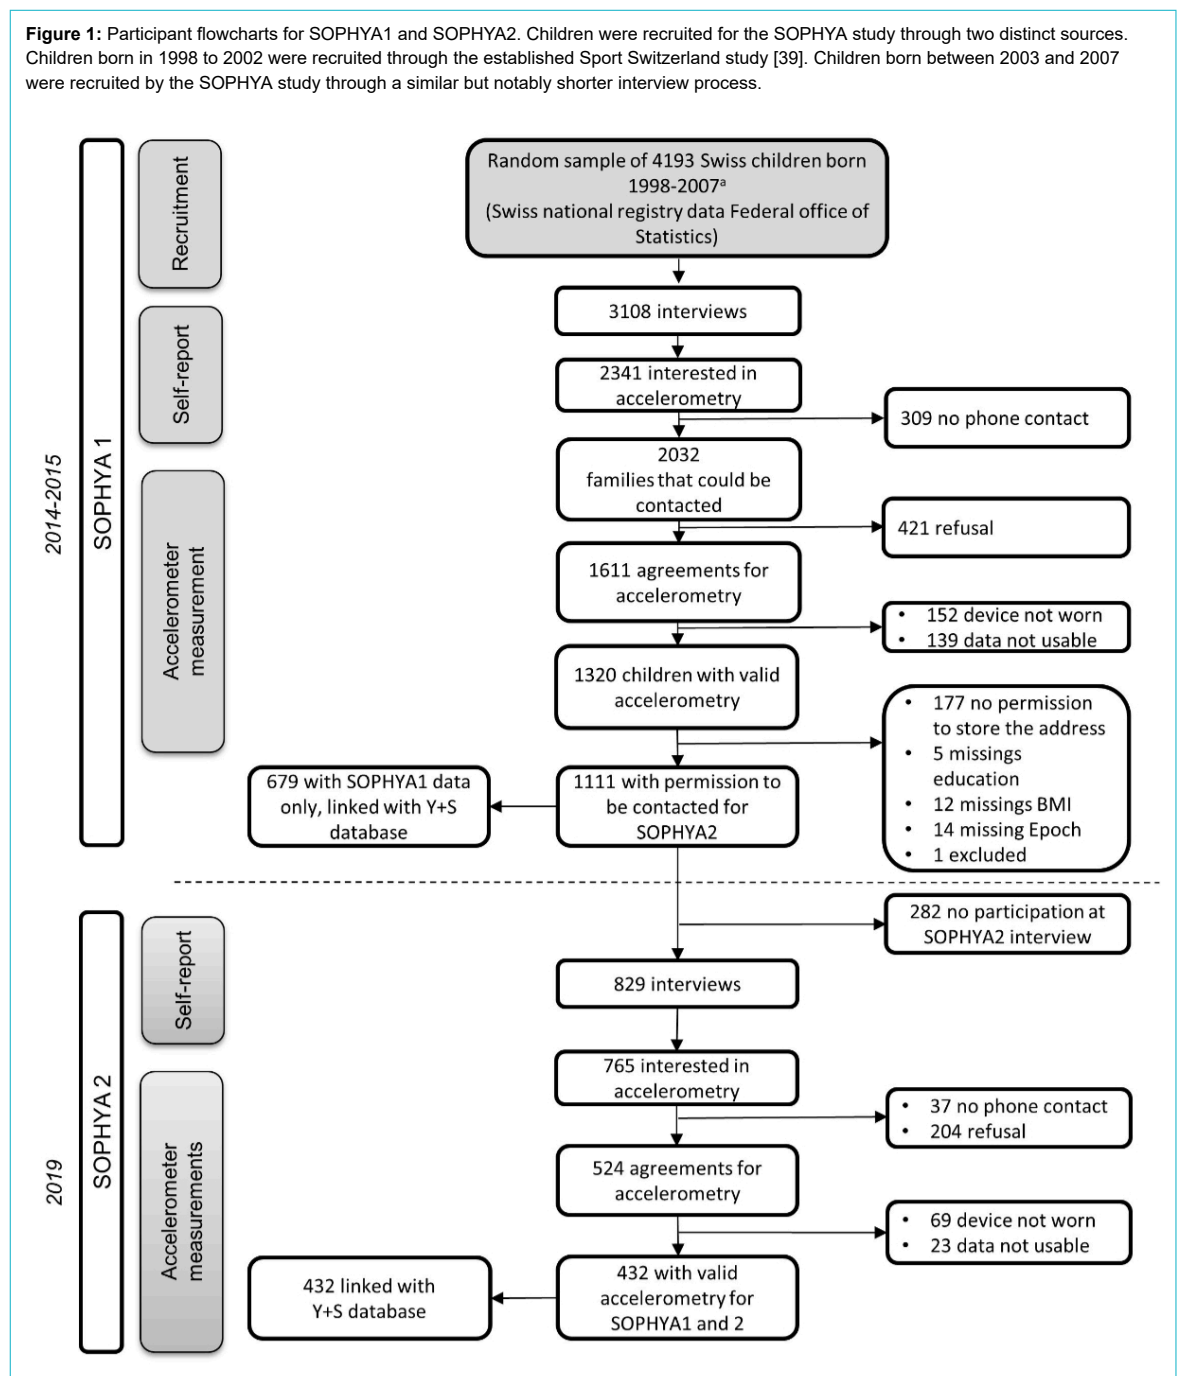 Figure 1: Participant flowcharts for SOPHYA1 and SOPHYA2. Children were recruited for the SOPHYA study through two distinct sources.
Children born in 1998 to 2002 were recruited through the established Sport Switzerland study [39]. Children born between 2003 and 2007
were recruited by the SOPHYA study through a similar but notably shorter interview process.
2014-2015
SOPHYA 1
Recruitment
Self-report
Accelerometer
measurement
Random sample of 4193 Swiss children born
1998-2007ª
(Swiss national registry data Federal office of
Statistics)
3108 interviews
2341 interested in
accelerometry
309 no phone contact
2032
families that could be
contacted
421 refusal
1611 agreements for
accelerometry
• 152 device not worn
• 139 data not usable
1320 children with valid
accelerometry
• 177 no permission
to store the address
• 5 missings
education
• 12 missings BMI
• 14 missing Epoch
• 1 excluded
1111 with permission to
be contacted for
SOPHYA2
679 with SOPHYA1 data
only, linked with Y+S
database
2019
SOPHYA 2
Self-report
Accelerometer
measurements
282 no participation at
SOPHYA2 interview
829 interviews
765 interested in
accelerometry
• 37 no phone contact
• 204 refusal
524 agreements for
accelerometry
• 69 device not worn
• 23 data not usable
432 with valid
accelerometry for
SOPHYA1 and 2
432 linked with
Y+S database